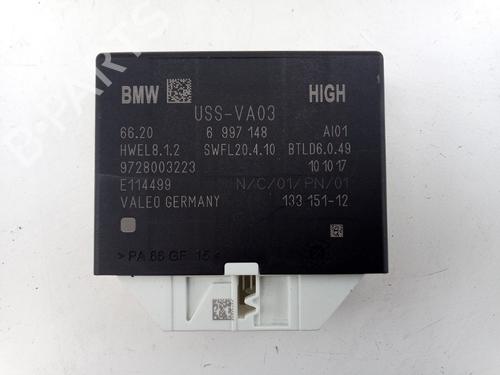 BMW HIGH
USS-VA03
66.20 6 997 148 AI01
HWEL8.1.2 SWFL20.4.10 BTLD6.0.49
9728003223 10 10 17
E114499 N/C/01/PN/01
VALEO GERMANY 133 151-12
> PA 66 GF 15 <
B-PARTS